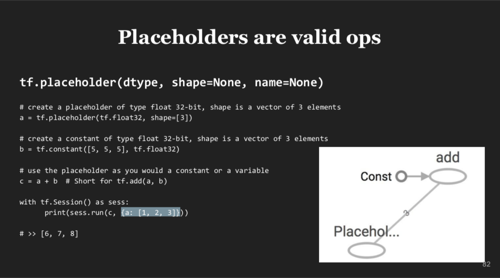 Placeholders are valid ops
tf.placeholder(dtype, shape=None, name=None)
# create a placeholder of type float 32-bit, shape is a vector of 3 elements
a = tf.placeholder(tf.float32, shape=[3])
# create a constant of type float 32-bit, shape is a vector of 3 elements
b = tf.constant([5, 5, 5], tf.float32)
# use the placeholder as you would a constant or a variable
c = a + b  # Short for tf.add(a, b)
with tf.Session() as sess:
print(sess.run(c, {a: [1, 2, 3]}))
# >> [6, 7, 8]
add
Const
Placehol...
92